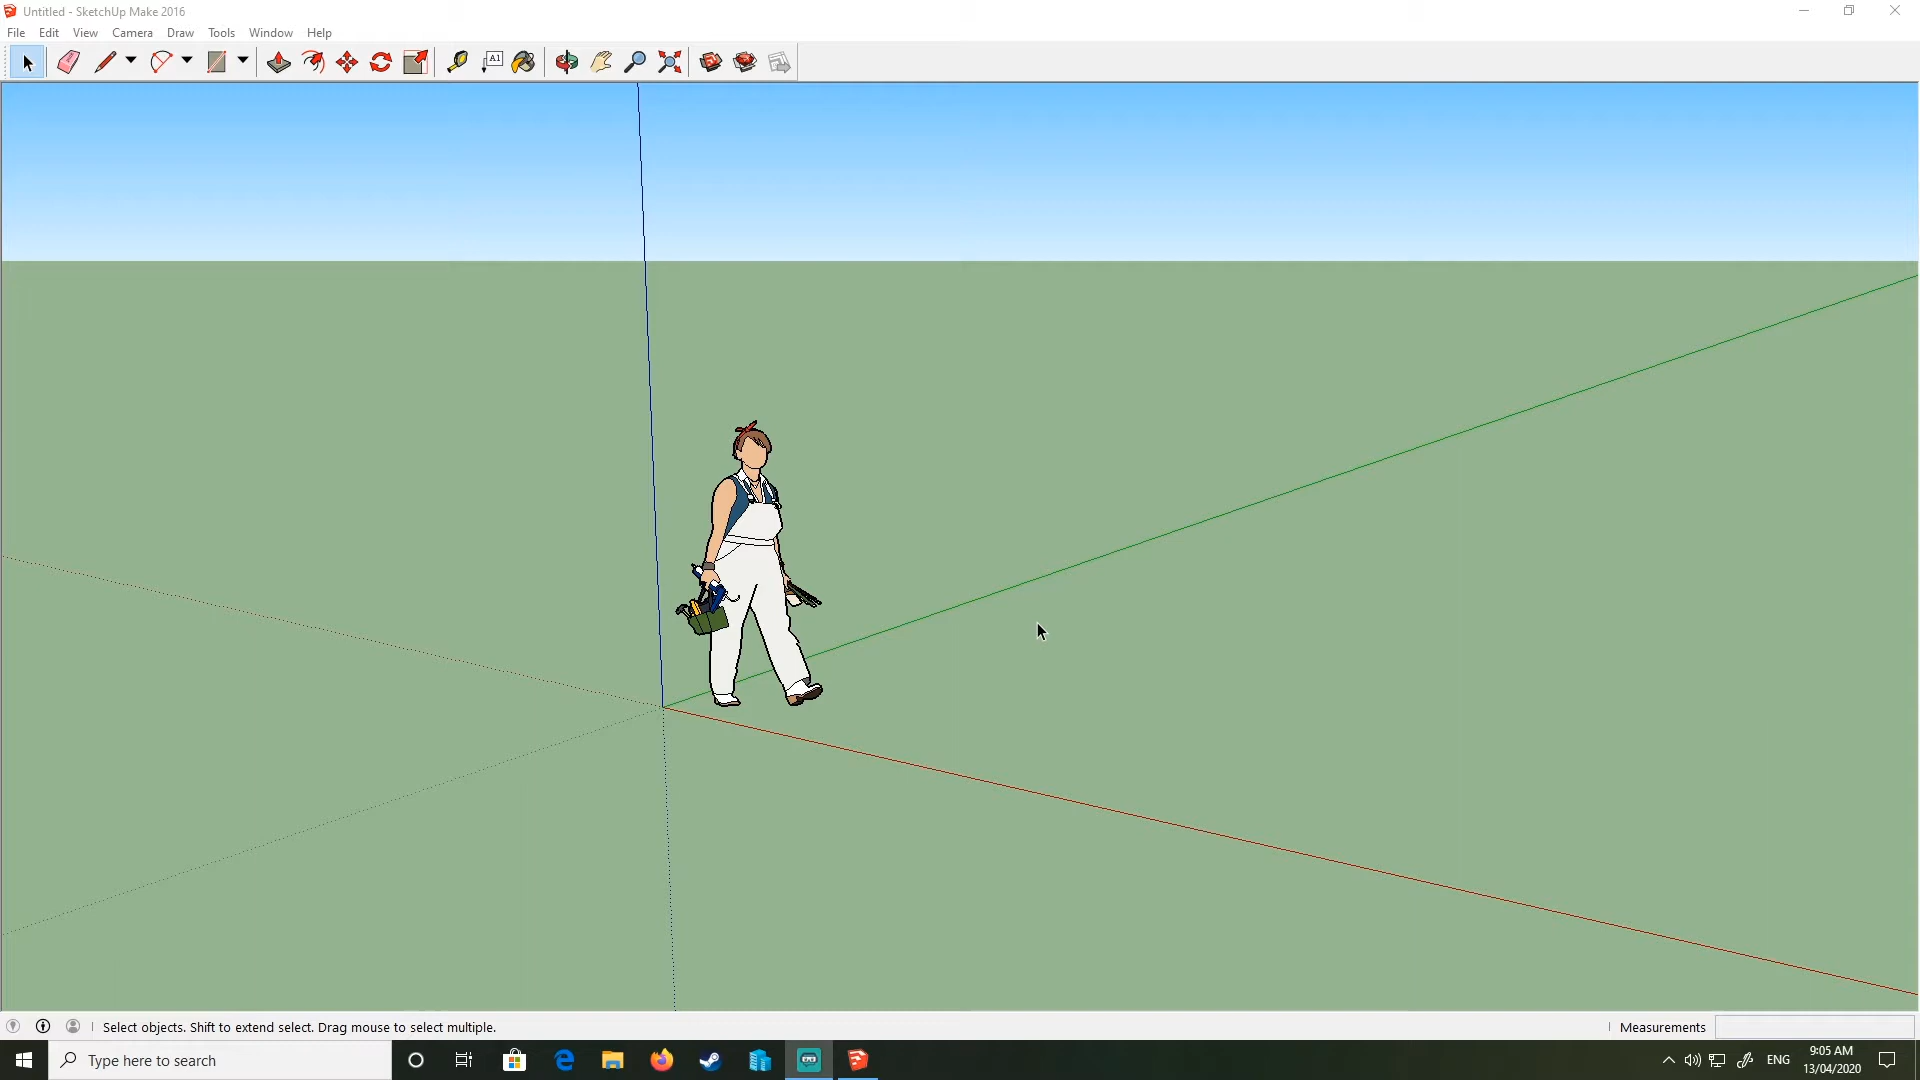 Untitled - SketchUp Make 2016
File Edit View Camera Draw Tools Window Help
A1
Select objects. Shift to extend select. Drag mouse to select multiple.
Measurements
Type here to search
ENG
9:05 AM
13/04/2020